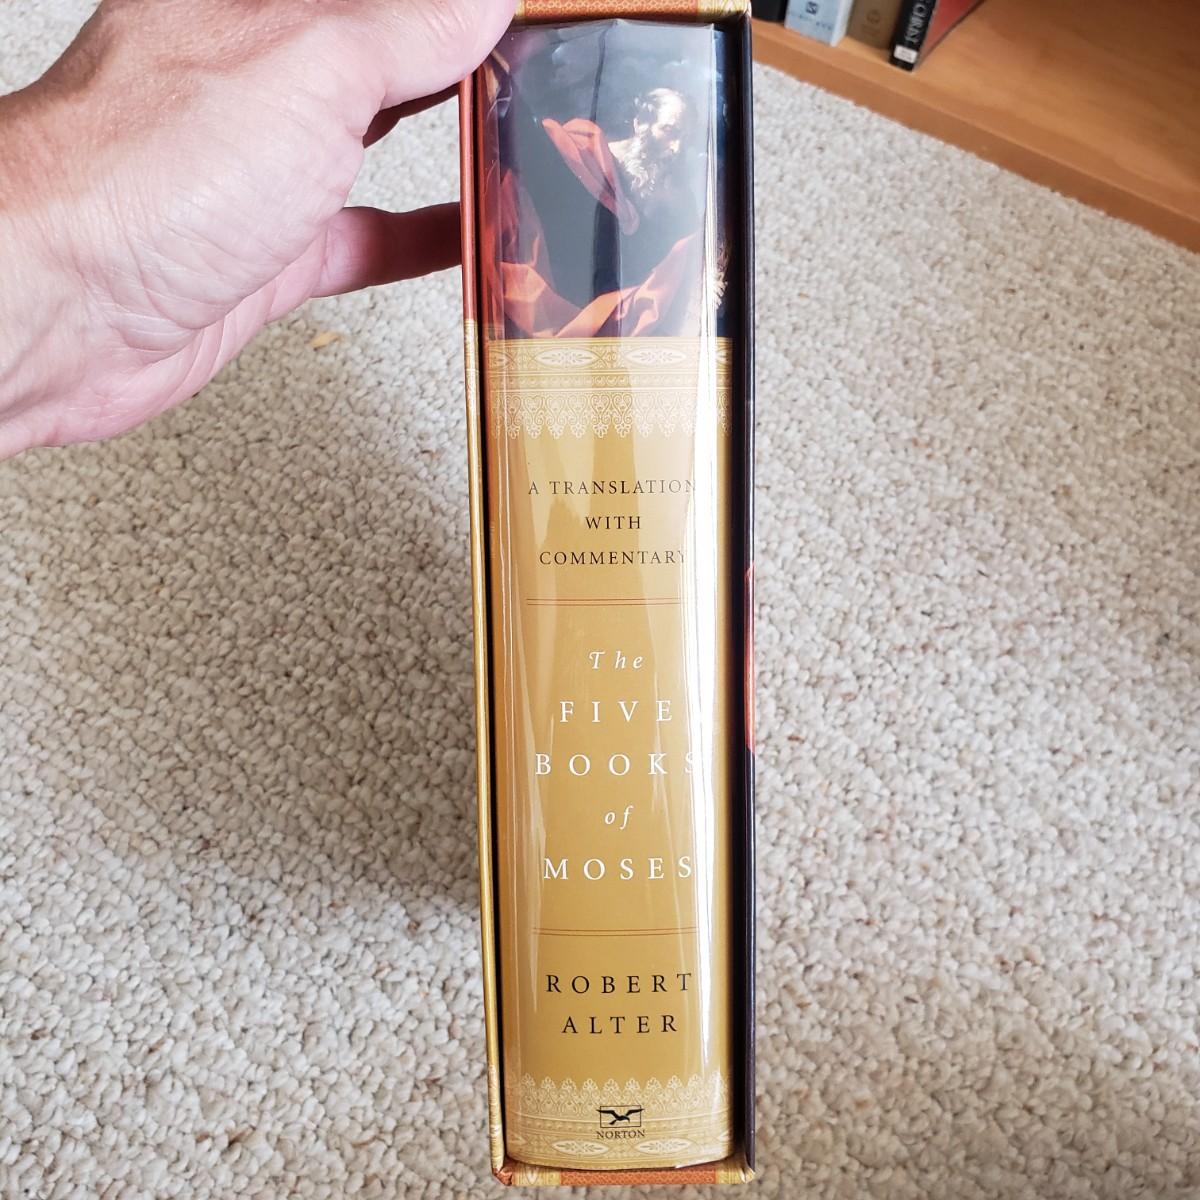 A TRANSLATION
WITH
COMMENTARY
The
FIVE
BOOKS
of
MOSES
ROBERT
ALTER
NORTON